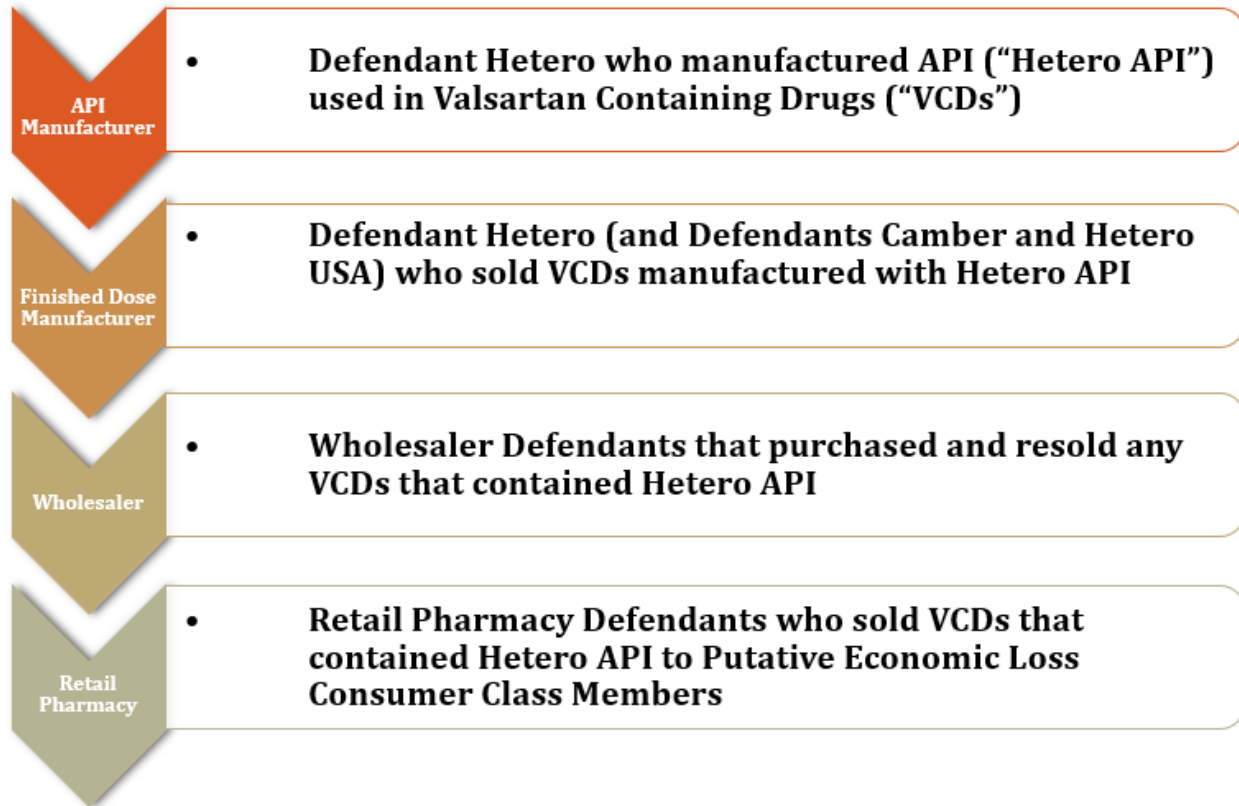 API
Manufacturer
• Defendant Hetero who manufactured API (“Hetero API”)
used in Valsartan Containing Drugs (“VCDs”)
Finished Dose
Manufacturer
• Defendant Hetero (and Defendants Camber and Hetero
USA) who sold VCDs manufactured with Hetero API
Wholesaler
• Wholesaler Defendants that purchased and resold any
VCDs that contained Hetero API
Retail
Pharmacy
• Retail Pharmacy Defendants who sold VCDs that
contained Hetero API to Putative Economic Loss
Consumer Class Members